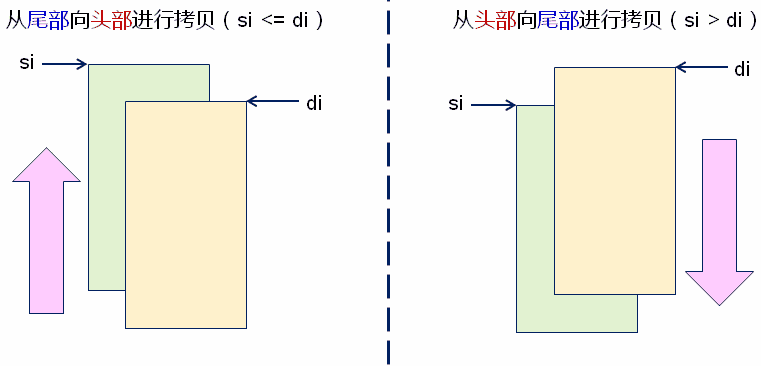 从尾部向头部进行拷贝 ( si <= di )
si
di
从头部向尾部进行拷贝 ( si > di )
di
si